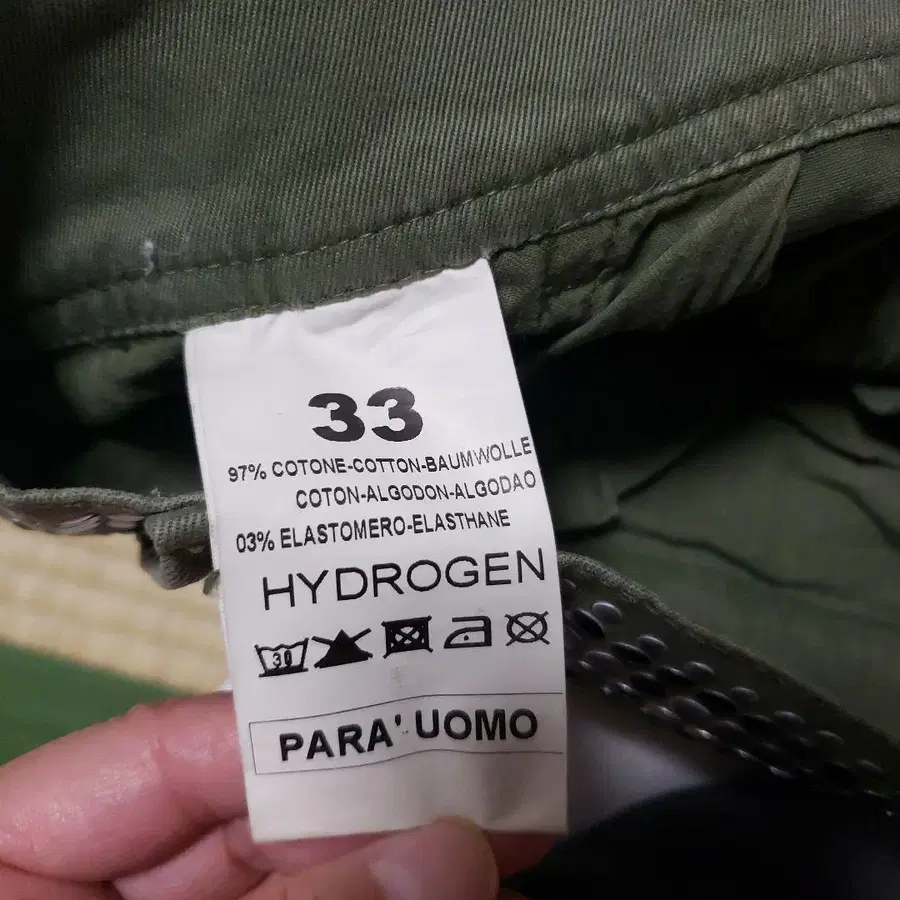 33
97% COTONE-COTTON-BAUMWOLLE
COTON-ALGODON-ALGODAO
03% ELASTOMERO-ELASTHANE
HYDROGEN
30
PARA' UOMO